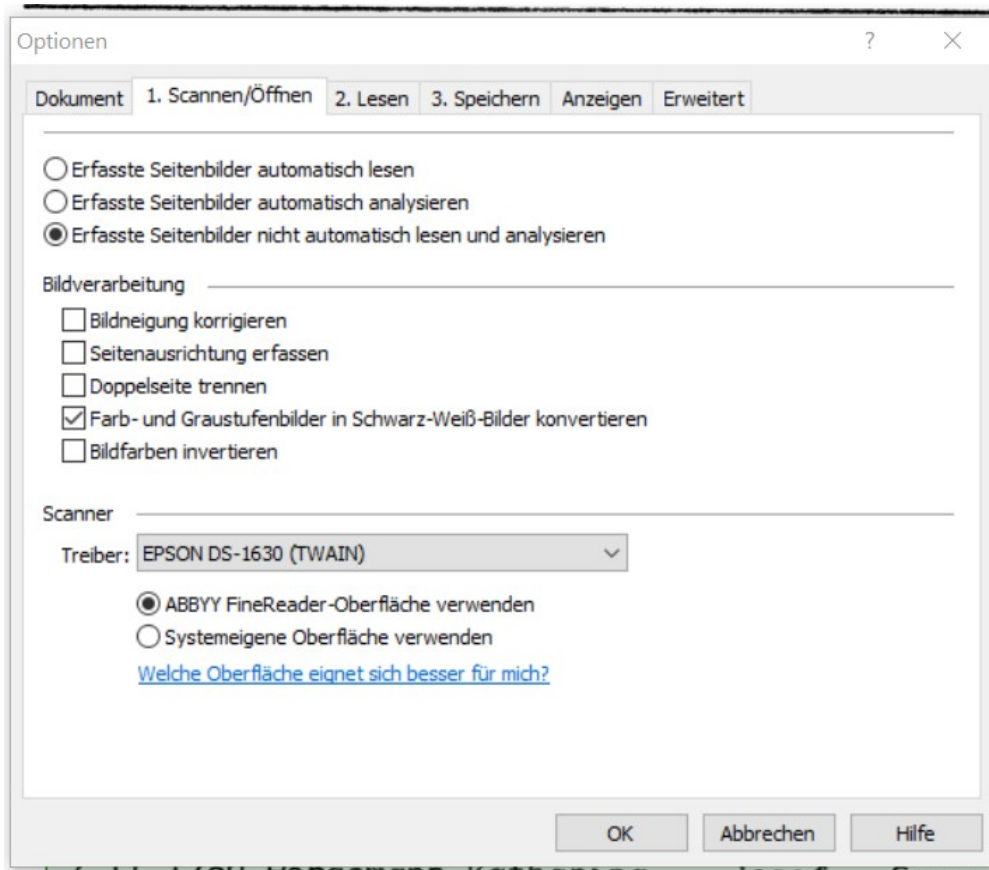 Optionen
?
Dokument 1. Scannen/Öffnen 2. Lesen 3. Speichern Anzeigen Erweitert
Erfasste Seitenbilder automatisch lesen
Erfasste Seitenbilder automatisch analysieren
Erfasste Seitenbilder nicht automatisch lesen und analysieren
Bildverarbeitung
Bildneigung korrigieren
Seitenausrichtung erfassen
Doppelseite trennen
Farb- und Graustufenbilder in Schwarz-Weiß-Bilder konvertieren
Bildfarben invertieren
Scanner
Treiber: EPSON DS-1630 (TWAIN)
ABBYY FineReader-Oberfläche verwenden
Systemeigene Oberfläche verwenden
Welche Oberfläche eignet sich besser für mich?
OK Abbrechen Hilfe